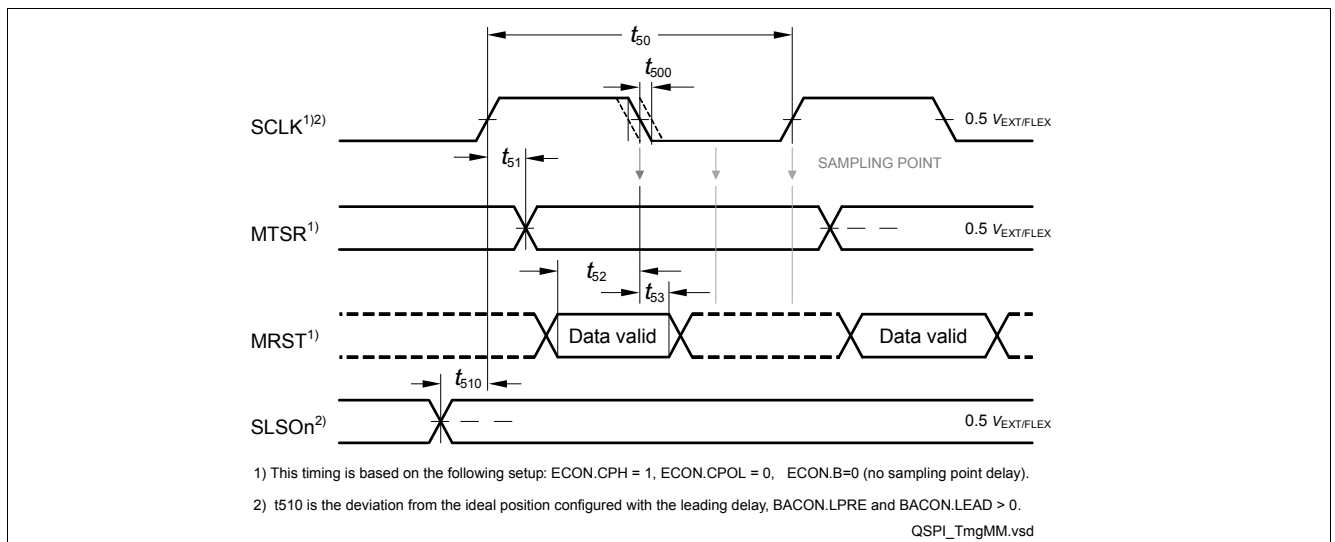 t50
t500
SCLK1)2)
0.5 VEXT/FLEX
t51
SAMPLING POINT
MTSR1)
0.5 VEXT/FLEX
t52
t53
MRST1)
Data valid
Data valid
t510
SLSOn2)
0.5 VEXT/FLEX
1) This timing is based on the following setup: ECON.CPH = 1, ECON.CPOL = 0, ECON.B=0 (no sampling point delay).
2) t510 is the deviation from the ideal position configured with the leading delay, BACON.LPRE and BACON.LEAD > 0.
QSPI_TmgMM.vsd